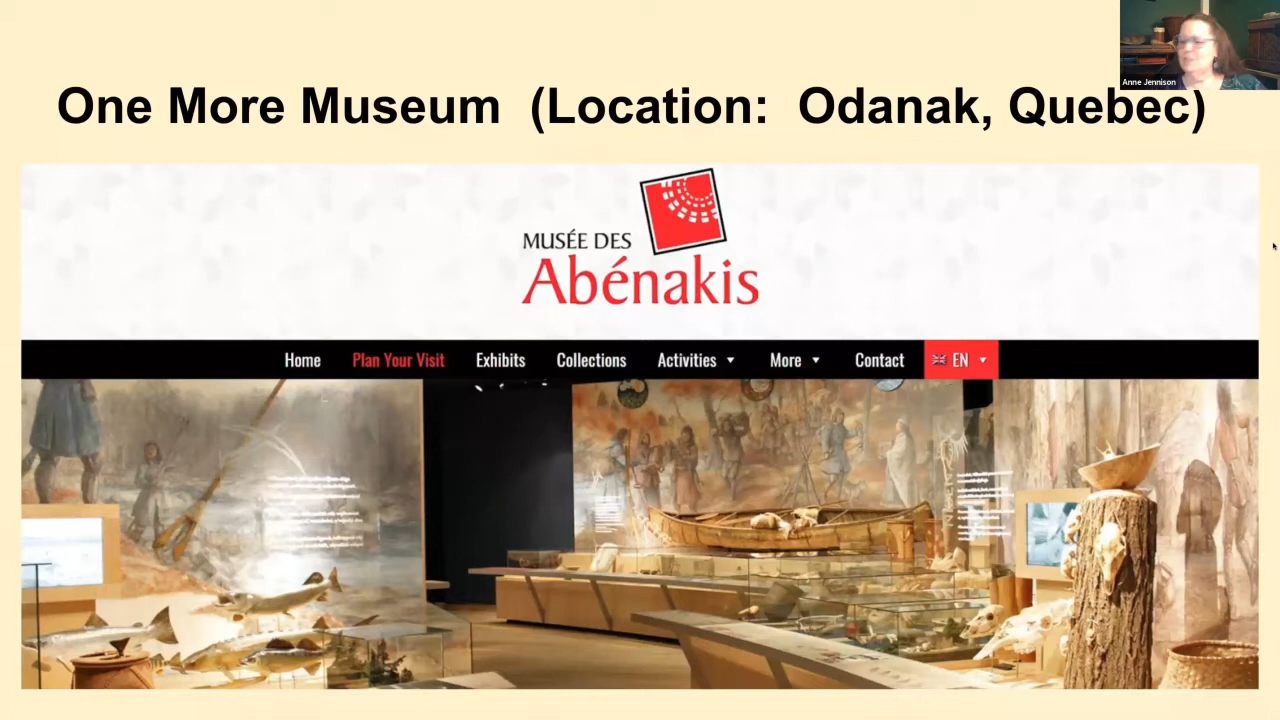 Anne Jennison
One More Museum (Location: Odanak, Quebec)
MUSÉE DES
Abénakis
Home Plan Your Visit Exhibits Collections Activities More Contact EN